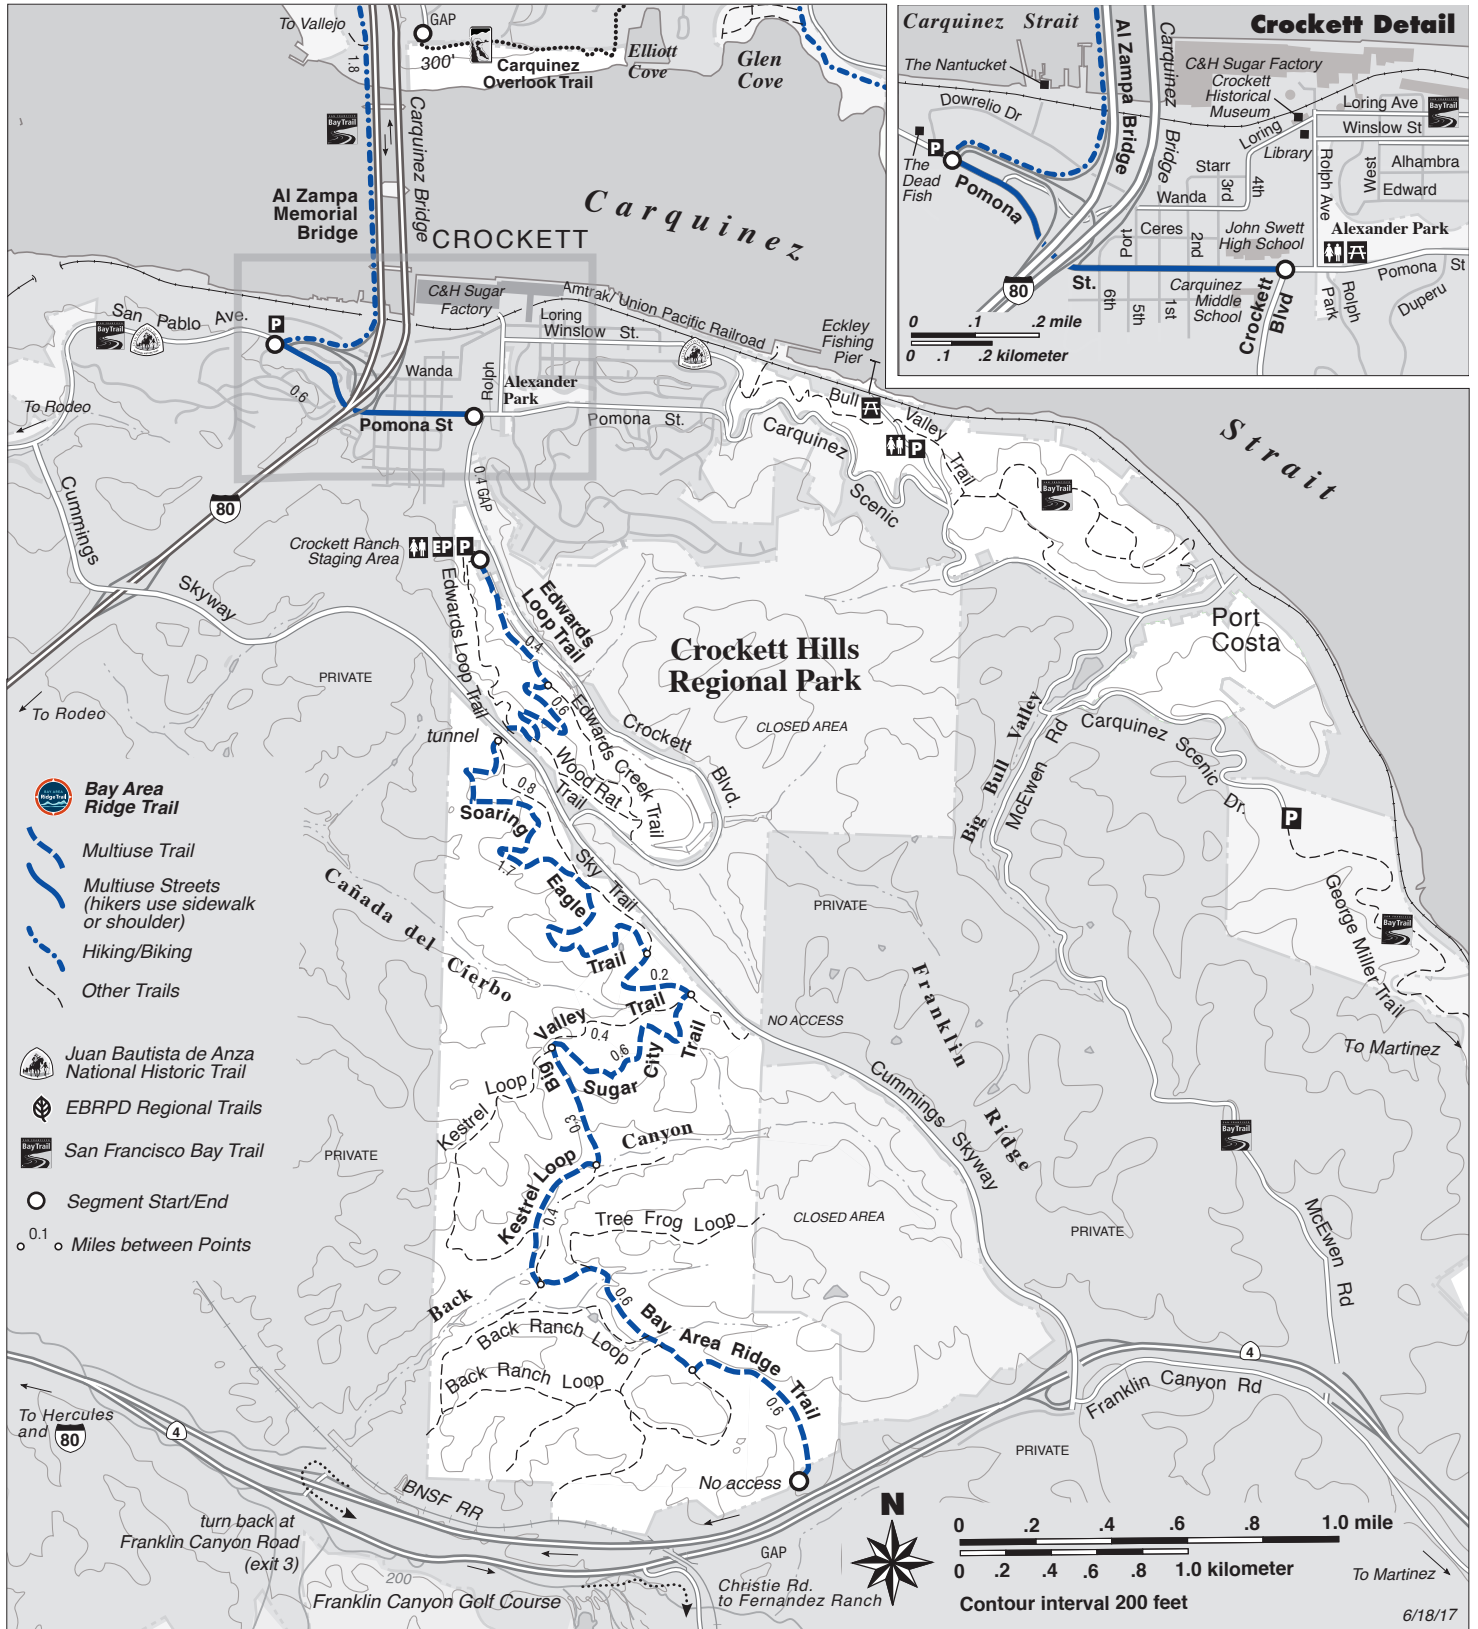 To Vallejo
GAP
1.8
300'
Carquinez
Overlook Trail
Elliott
Cove
Glen
Cove
BayTrail
Carquinez Bridge
Al Zampa
Memorial
Bridge
CROCKETT
Carquinez
Strait
Crockett Detail
Carquinez Strait
The Nantucket
Al Zampa Bridge
Carquinez Bridge
C&H Sugar Factory
Crockett
Historical
Museum
Loring Ave
BayTrail
Winslow St
Dowrelio Dr
Loring
Library
P
The
Dead
Fish
Pomona
Starr
3rd
4th
Wanda
Rolph Ave
West
Alhambra
Edward
Port
Ceres
2nd
John Swett
High School
Alexander Park
80
St.
6th
5th
1st
Carquinez
Middle
School
Crockett
Blvd
Rolph
Park
Pomona St
Duperu
0 .1 .2 mile
0 .1 .2 kilometer
C&H Sugar
Factory
Amtrak/ Union Pacific Railroad
Loring
Winslow St.
San Pablo Ave.
BayTrail
P
0.6
To Rodeo
Wanda
Rolph
Alexander
Park
Pomona St
Pomona St.
Eckley
Fishing
Pier
Bull Valley Trail
P
Carquinez Scenic
BayTrail
0.4 GAP
80
Cummings
Skyway
Crockett Ranch
Staging Area
EP
P
Edwards Loop Trail
Edwards
Loop Trail
0.4
0.6
Crockett Hills
Regional Park
CLOSED AREA
PRIVATE
To Rodeo
tunnel
Edwards Creek Trail
Crockett Blvd.
Wood Rat
Trail
Port
Costa
Big Bull Valley
McEwen Rd
Carquinez Scenic Dr.
P
George Miller Trail
BayTrail
To Martinez
0.8
Soaring
Eagle
Trail
1.7
Sky Trail
Cañada del Cierbo
PRIVATE
Franklin Ridge
0.2
NO ACCESS
Big
Valley
Trail
0.4
0.6
Sugar
City
Trail
Kestrel Loop
0.3
Canyon
Cummings Skyway
BayTrail
PRIVATE
Kestrel Loop
0.4
Tree Frog Loop
CLOSED AREA
PRIVATE
McEwen Rd
Back
0.6
Bay Area Ridge Trail
0.6
Back Ranch Loop
Back Ranch Loop
No access
4
Franklin Canyon Rd
PRIVATE
Bay Area
Ridge Trail
Multiuse Trail
Multiuse Streets
(hikers use sidewalk
or shoulder)
Hiking/Biking
Other Trails
Juan Bautista de Anza
National Historic Trail
EBRPD Regional Trails
BayTrail
San Francisco Bay Trail
Segment Start/End
0.1
Miles between Points
To Hercules
and 80
4
turn back at
Franklin Canyon Road
(exit 3)
BNSF RR
200
Franklin Canyon Golf Course
GAP
Christie Rd.
to Fernandez Ranch
N
0 .2 .4 .6 .8 1.0 mile
0 .2 .4 .6 .8 1.0 kilometer
Contour interval 200 feet
To Martinez
6/18/17